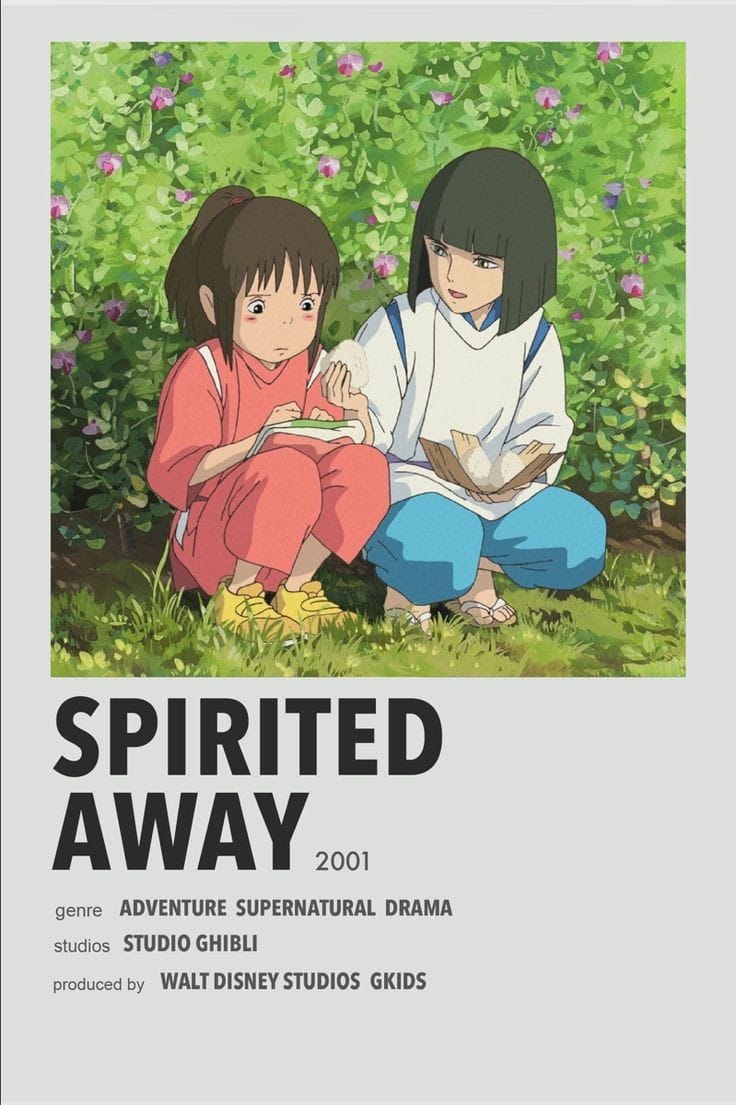 SPIRITED
AWAY 2001
genre ADVENTURE SUPERNATURAL DRAMA
studios STUDIO GHIBLI
produced by WALT DISNEY STUDIOS GKIDS